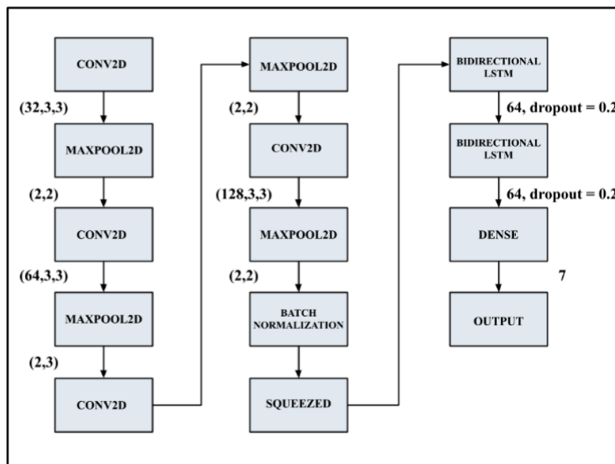 CONV2D
(32,3,3)
MAXPOOL2D
(2,2)
CONV2D
(64,3,3)
MAXPOOL2D
(2,3)
CONV2D
MAXPOOL2D
(2,2)
CONV2D
(128,3,3)
MAXPOOL2D
(2,2)
BATCH
NORMALIZATION
SQUEEZED
BIDIRECTIONAL
LSTM
64, dropout = 0.2
BIDIRECTIONAL
LSTM
64, dropout = 0.2
DENSE
7
OUTPUT